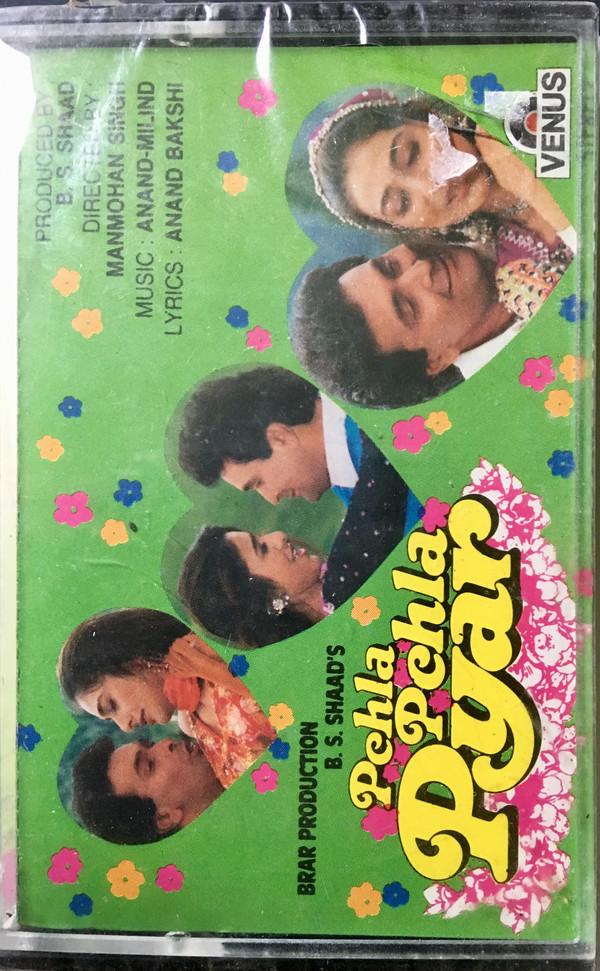 PRODUCED BY
B. S. SHAAD
DIRECTED BY :
MANMOHAN SINGH
MUSIC : ANAND-MILIND
LYRICS : ANAND BAKSHI
VENUS
BRAR PRODUCTION
B. S. SHAAD'S
Pehla
Pehla
Pyar